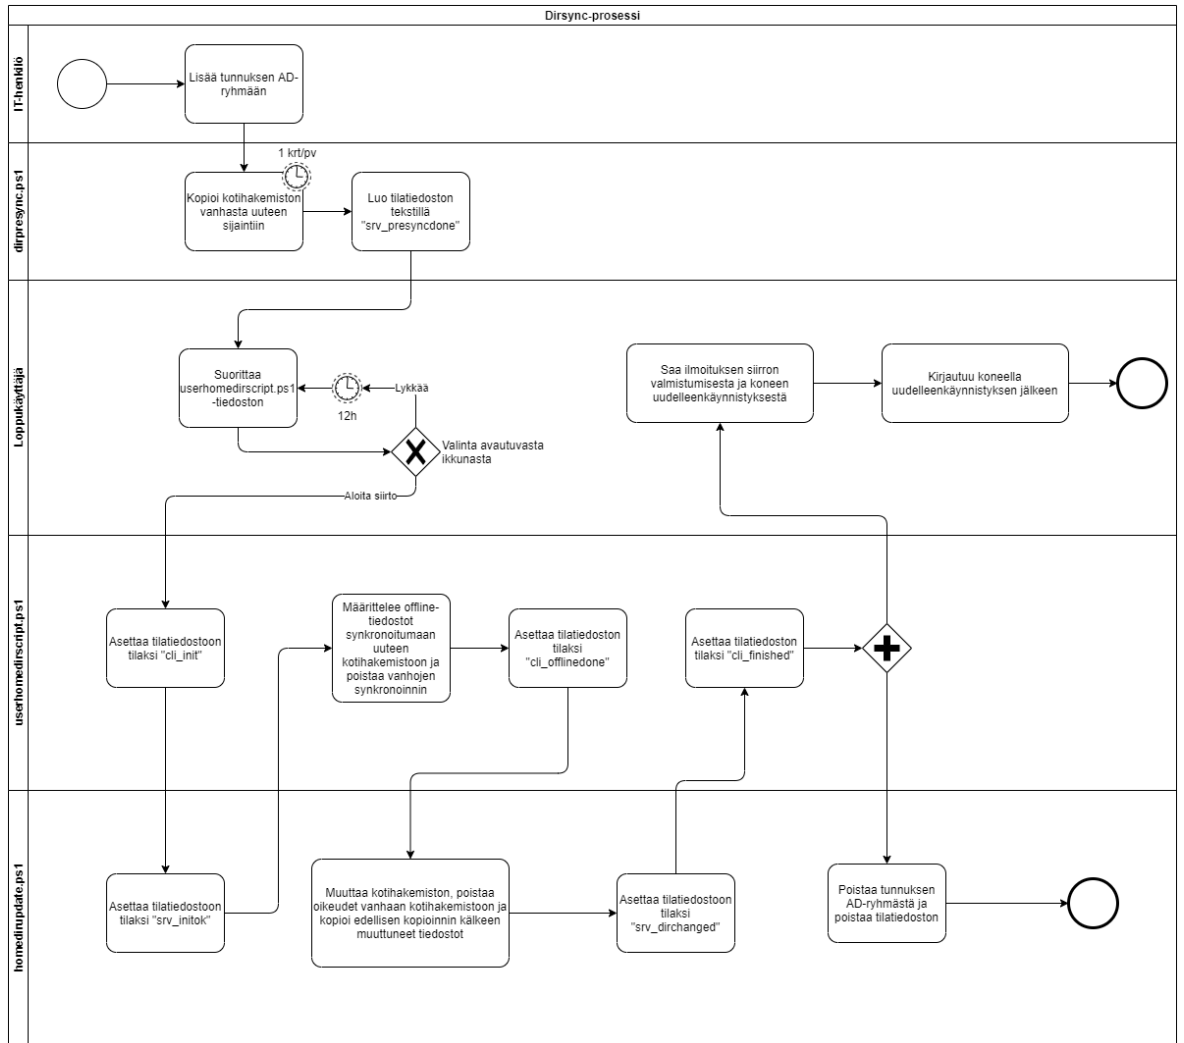 Dirsync-prosessi
IT-henkilö
Lisää tunnuksen AD-
ryhmään
dirpresync.ps1
1 krt/pv
Kopioi kotihakemiston
vanhasta uuteen
sijaintiin
Luo tilatiedoston
tekstillä
"srv_presyncdone"
Loppukäyttäjä
Suorittaa
userhomedirscript.ps1
-tiedoston
12h
Lykkää
Valinta avautuvasta
ikkunasta
Aloita siirto
Saa ilmoituksen siirron
valmistumisesta ja koneen
uudelleenkäynnistyksestä
Kirjautuu koneella
uudelleenkäynnistyksen jälkeen
userhomedirscript.ps1
Asettaa tilatiedostoon
tilaksi "cli_init"
Määrittelee offline-
tiedostot
synkronoitumaan
uuteen
kotihakemistoon ja
poistaa vanhojen
synkronoinnin
Asettaa tilatiedoston
tilaksi
"cli_offlinedone"
Asettaa tilatiedoston
tilaksi "cli_finished"
homedirupdate.ps1
Asettaa tilatiedostoon
tilaksi "srv_initok"
Muuttaa kotihakemiston, poistaa
oikeudet vanhaan kotihakemistoon ja
kopioi edellisen kopioinnin kälkeen
muuttuneet tiedostot
Asettaa tilatiedostoon
tilaksi
"srv_dirchanged"
Poistaa tunnuksen
AD-ryhmästä ja
poistaa tilatiedoston